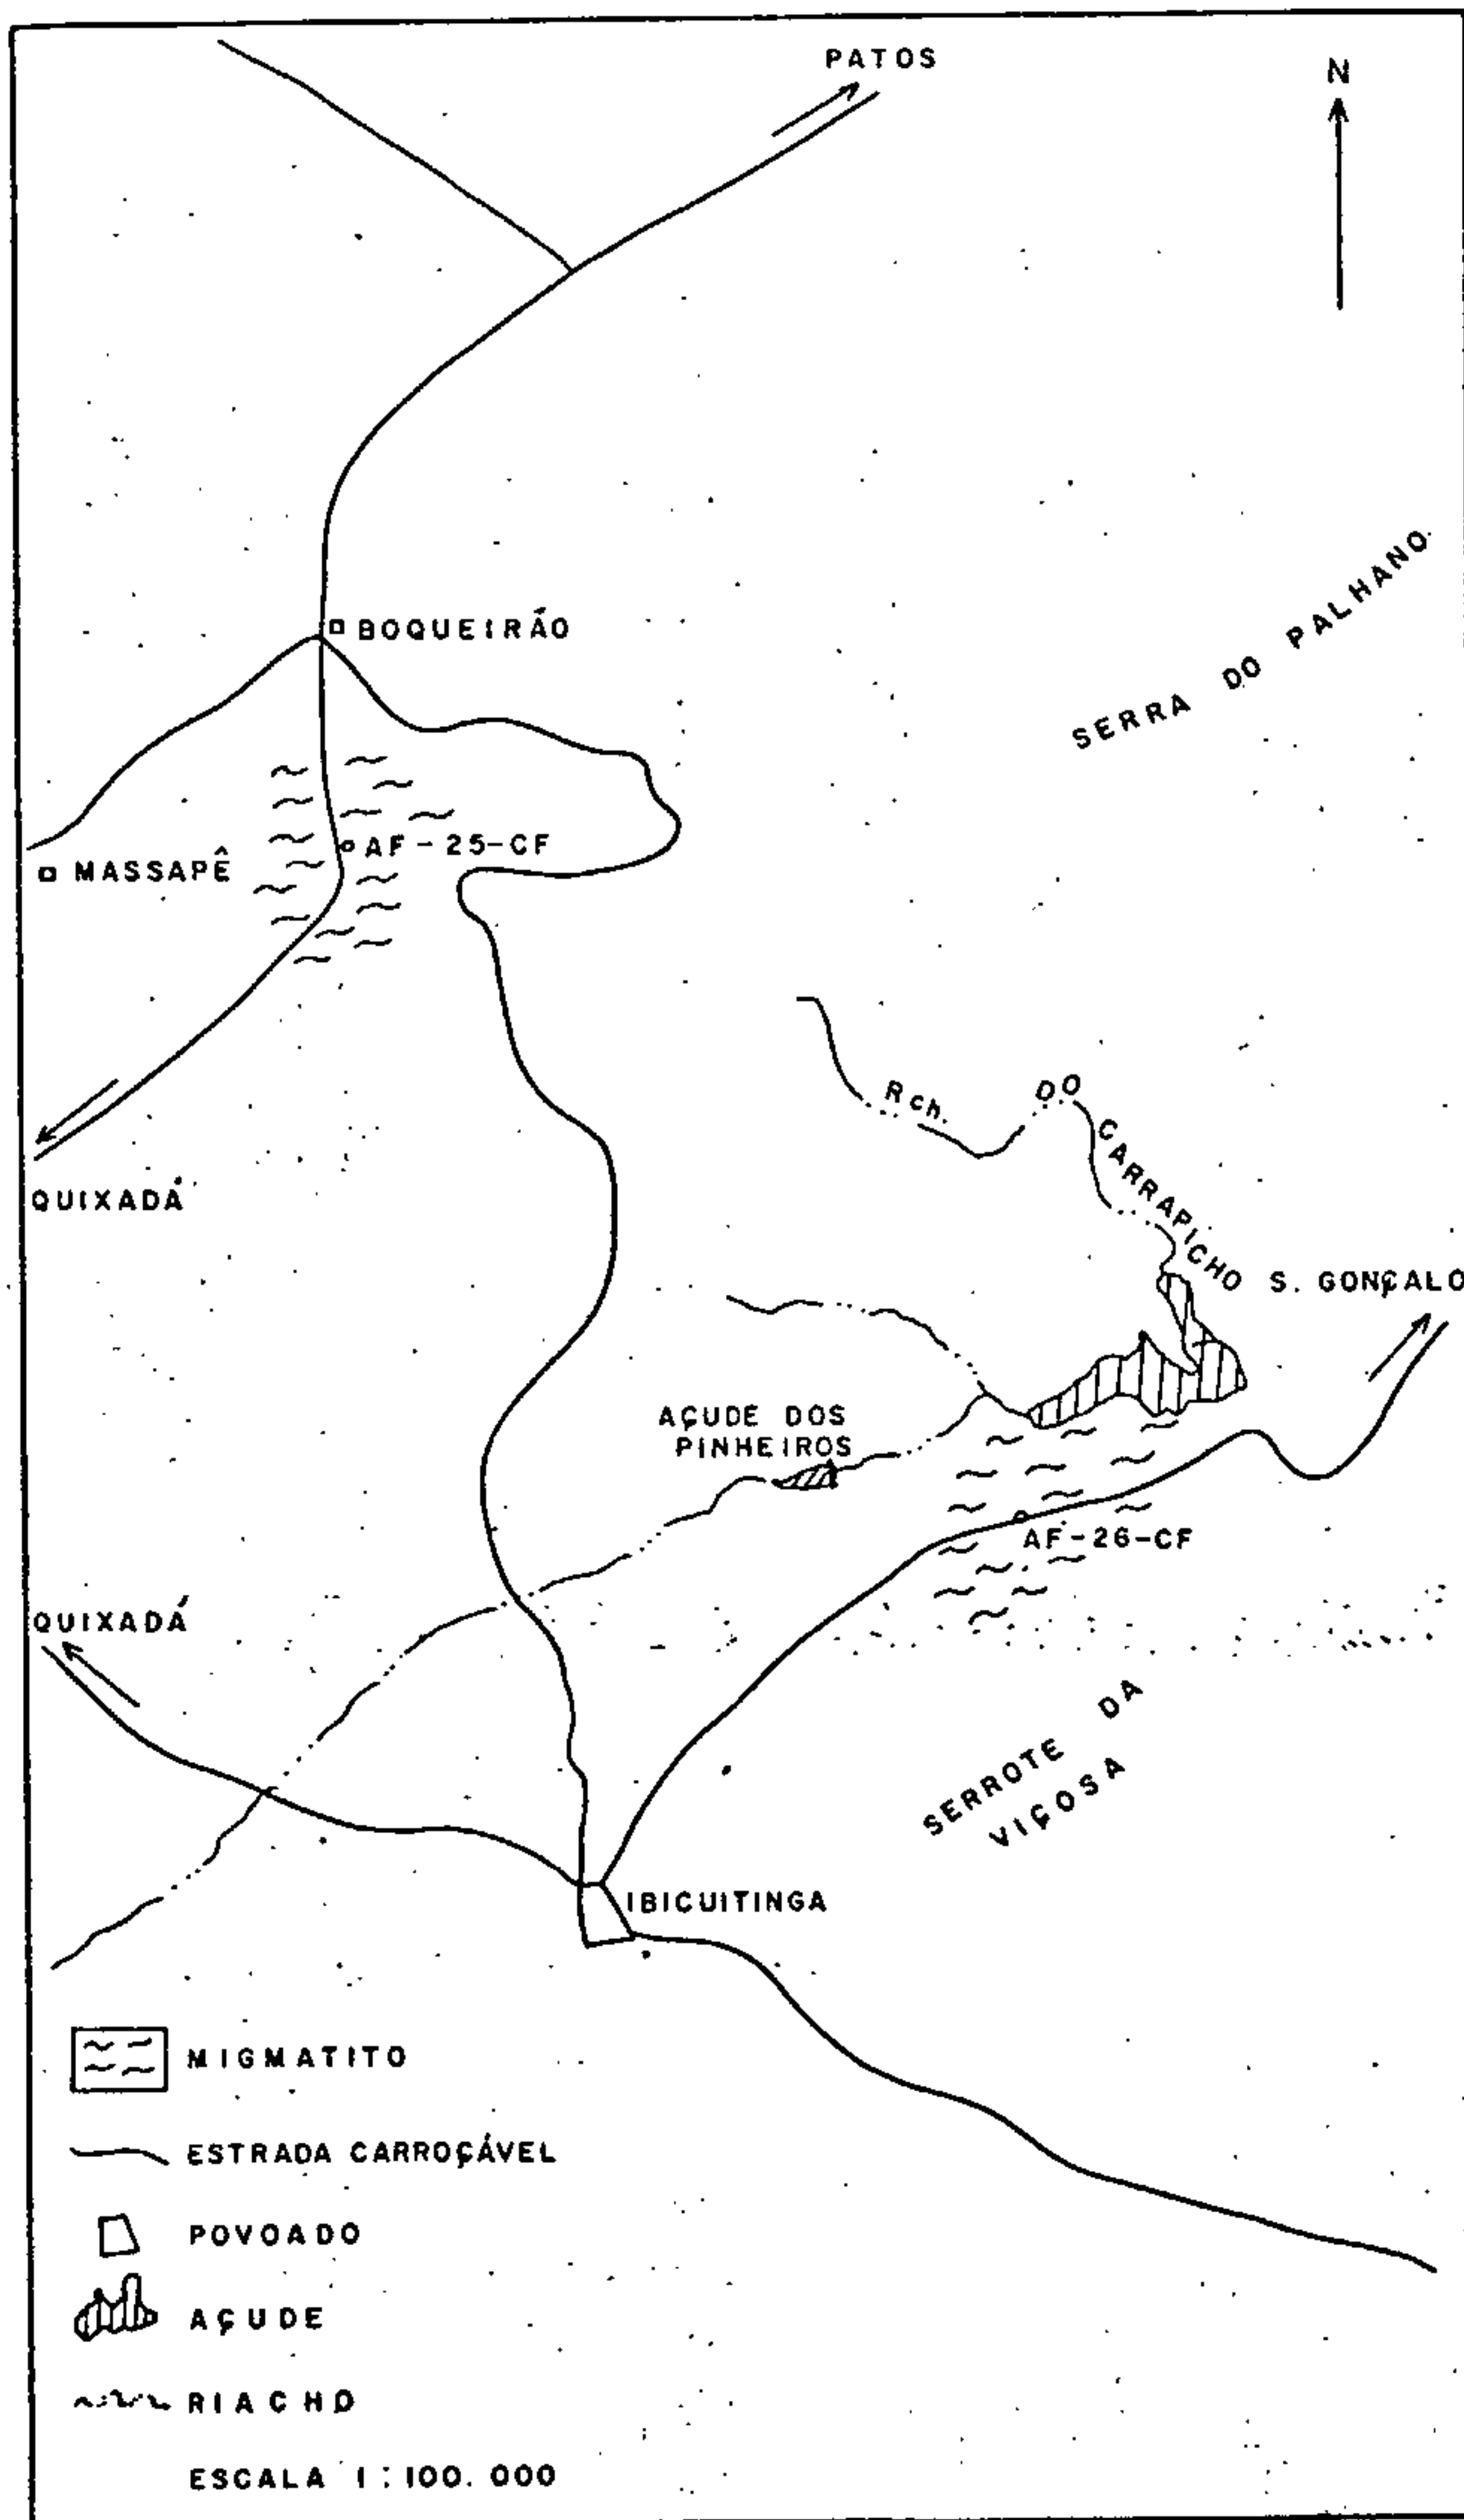 PATOS
N
BOQUEIRÃO
SERRA DO PALHANO
AF-25-CF
MASSAPÊ
Rch. DO CARRAPICHO
QUIXADÁ
S. GONÇALO
AÇUDE DOS
PINHEIROS
AF-26-CF
QUIXADÁ
SERROTE DA
VIÇOSA
IBICUITINGA
MIGMATITO
ESTRADA CARROÇÁVEL
POVOADO
AÇUDE
RIACHO
ESCALA 1:100.000